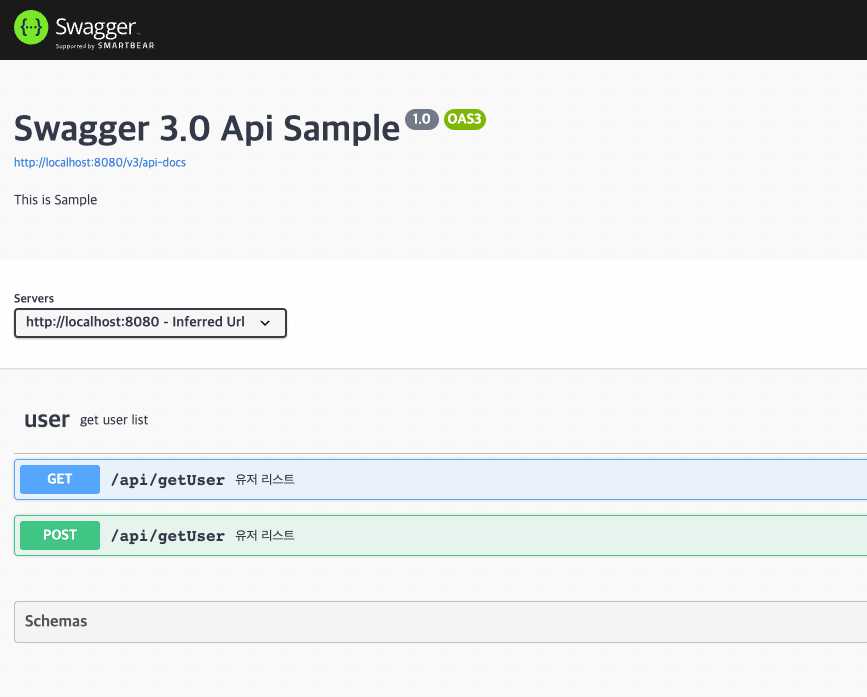 {···} Swagger
Supported by SMARTBEAR
Swagger 3.0 Api Sample 1.0 OAS3
http://localhost:8080/v3/api-docs
This is Sample
Servers
http://localhost:8080 - Inferred Url
user get user list
GET /api/getUser 유저 리스트
POST /api/getUser 유저 리스트
Schemas